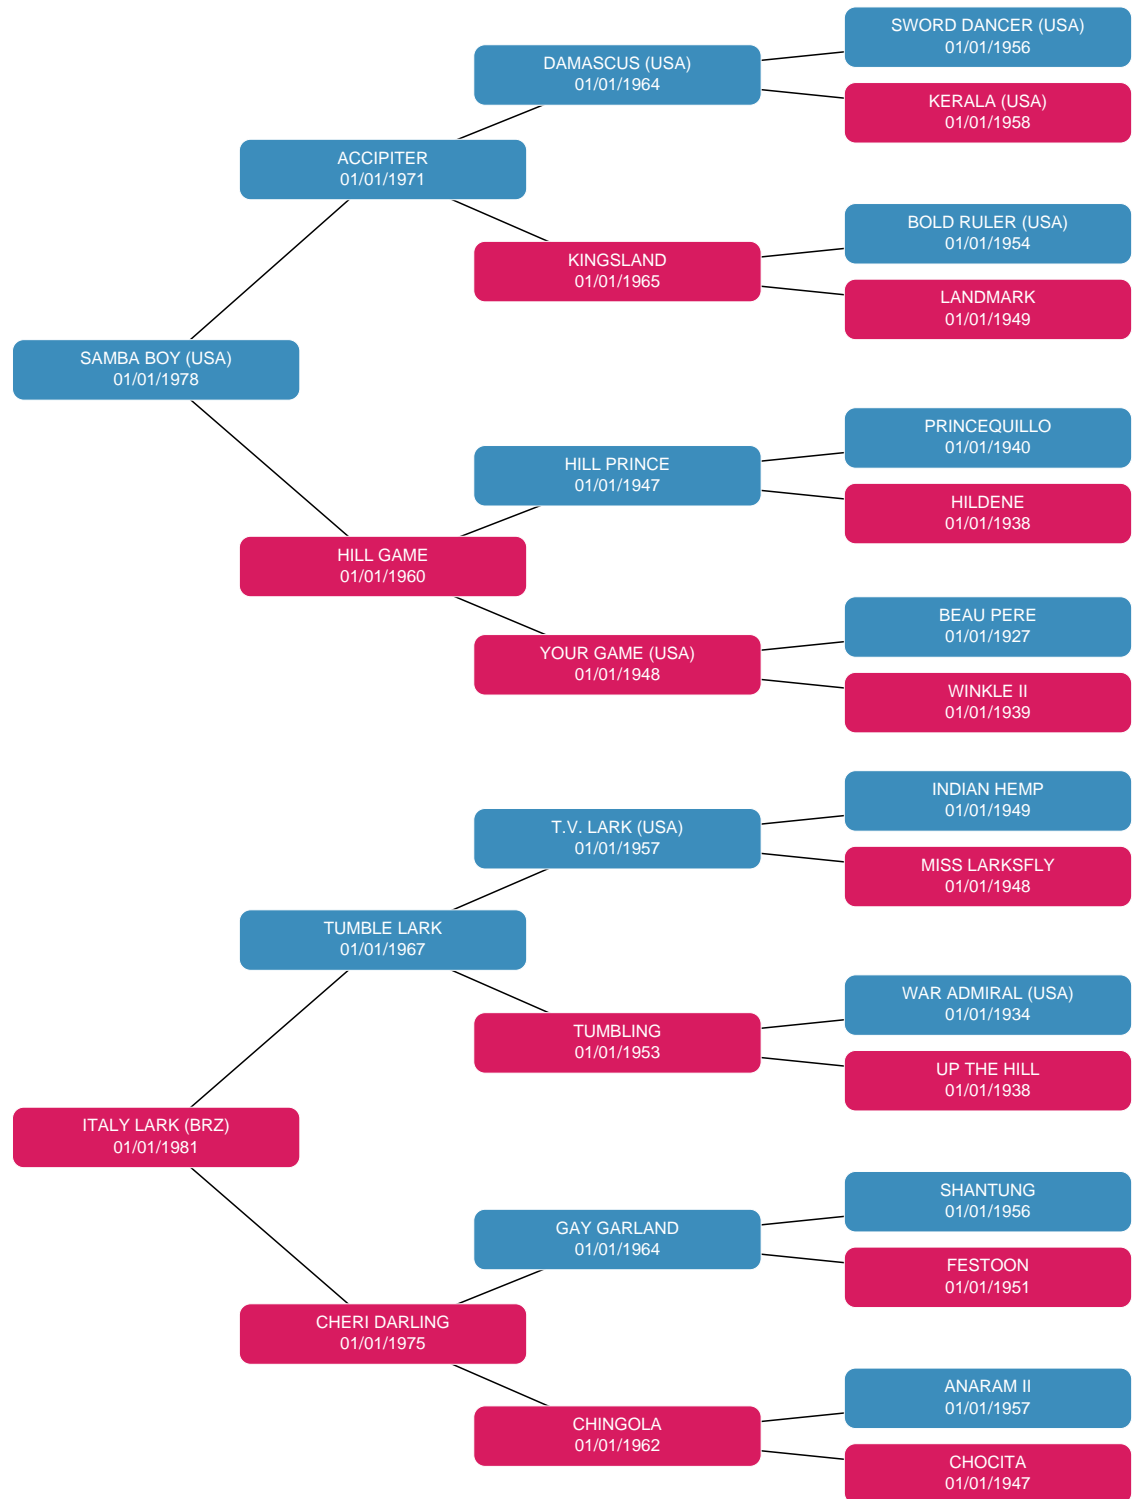 SWORD DANCER (USA)
01/01/1956
DAMASCUS (USA)
01/01/1964
KERALA (USA)
01/01/1958
ACCIPITER
01/01/1971
BOLD RULER (USA)
01/01/1954
KINGSLAND
01/01/1965
LANDMARK
01/01/1949
SAMBA BOY (USA)
01/01/1978
PRINCEQUILLO
01/01/1940
HILL PRINCE
01/01/1947
HILDENE
01/01/1938
HILL GAME
01/01/1960
BEAU PERE
01/01/1927
YOUR GAME (USA)
01/01/1948
WINKLE II
01/01/1939
INDIAN HEMP
01/01/1949
T.V. LARK (USA)
01/01/1957
MISS LARKSFLY
01/01/1948
TUMBLE LARK
01/01/1967
WAR ADMIRAL (USA)
01/01/1934
TUMBLING
01/01/1953
UP THE HILL
01/01/1938
ITALY LARK (BRZ)
01/01/1981
SHANTUNG
01/01/1956
GAY GARLAND
01/01/1964
FESTOON
01/01/1951
CHERI DARLING
01/01/1975
ANARAM II
01/01/1957
CHINGOLA
01/01/1962
CHOCITA
01/01/1947